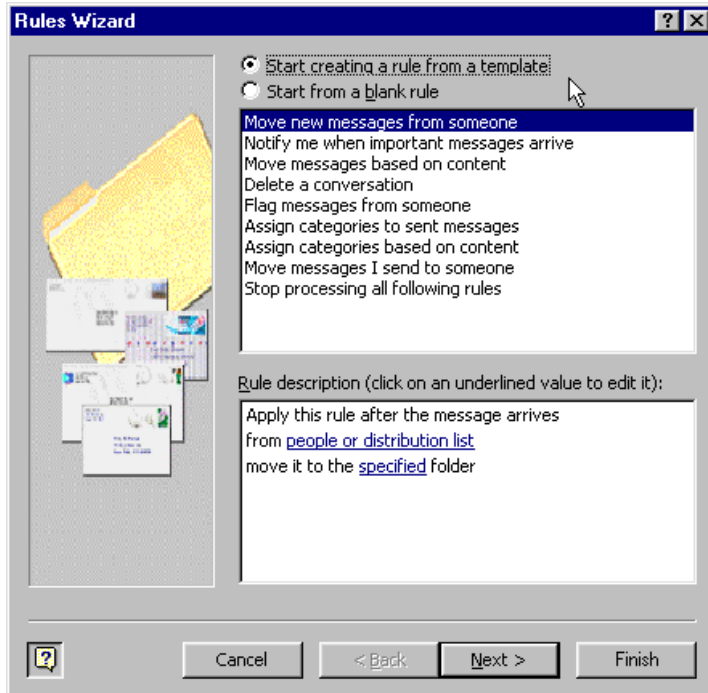 Rules Wizard
Start creating a rule from a template
Start from a blank rule
Move new messages from someone
Notify me when important messages arrive
Move messages based on content
Delete a conversation
Flag messages from someone
Assign categories to sent messages
Assign categories based on content
Move messages I send to someone
Stop processing all following rules
Rule description (click on an underlined value to edit it):
Apply this rule after the message arrives
from people or distribution list
move it to the specified folder
Cancel
< Back
Next >
Finish